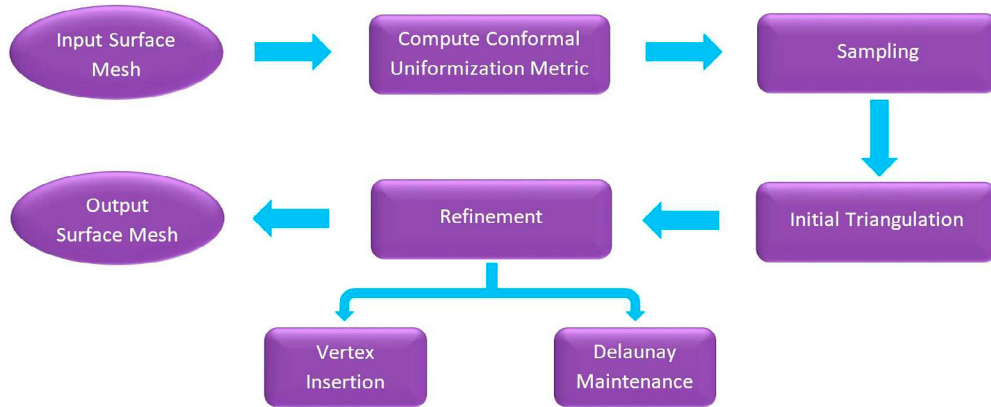 Input Surface
Mesh
Compute Conformal
Uniformization Metric
Sampling
Output
Surface Mesh
Refinement
Initial Triangulation
Vertex
Insertion
Delaunay
Maintenance